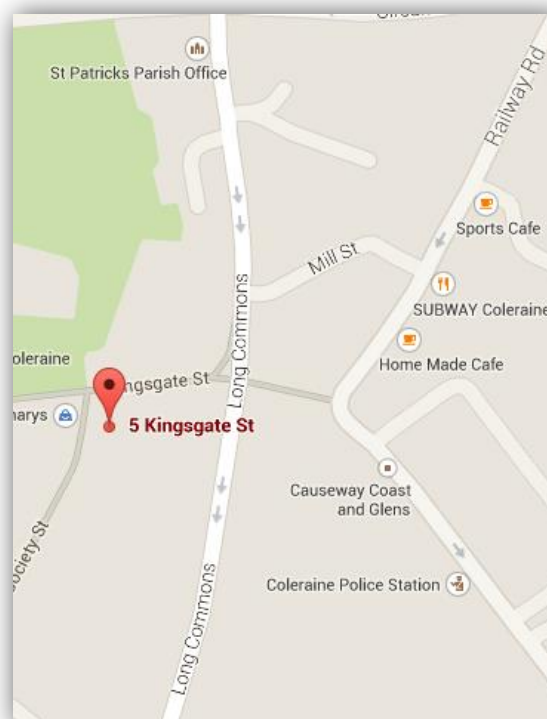 St Patricks Parish Office
Railway Rd
Sports Cafe
Mill St
SUBWAY Coleraine
Long Commons
Home Made Cafe
oleraine
ngsgate St
narys
5 Kingsgate St
Causeway Coast
and Glens
ociety St
Coleraine Police Station
Long Commons